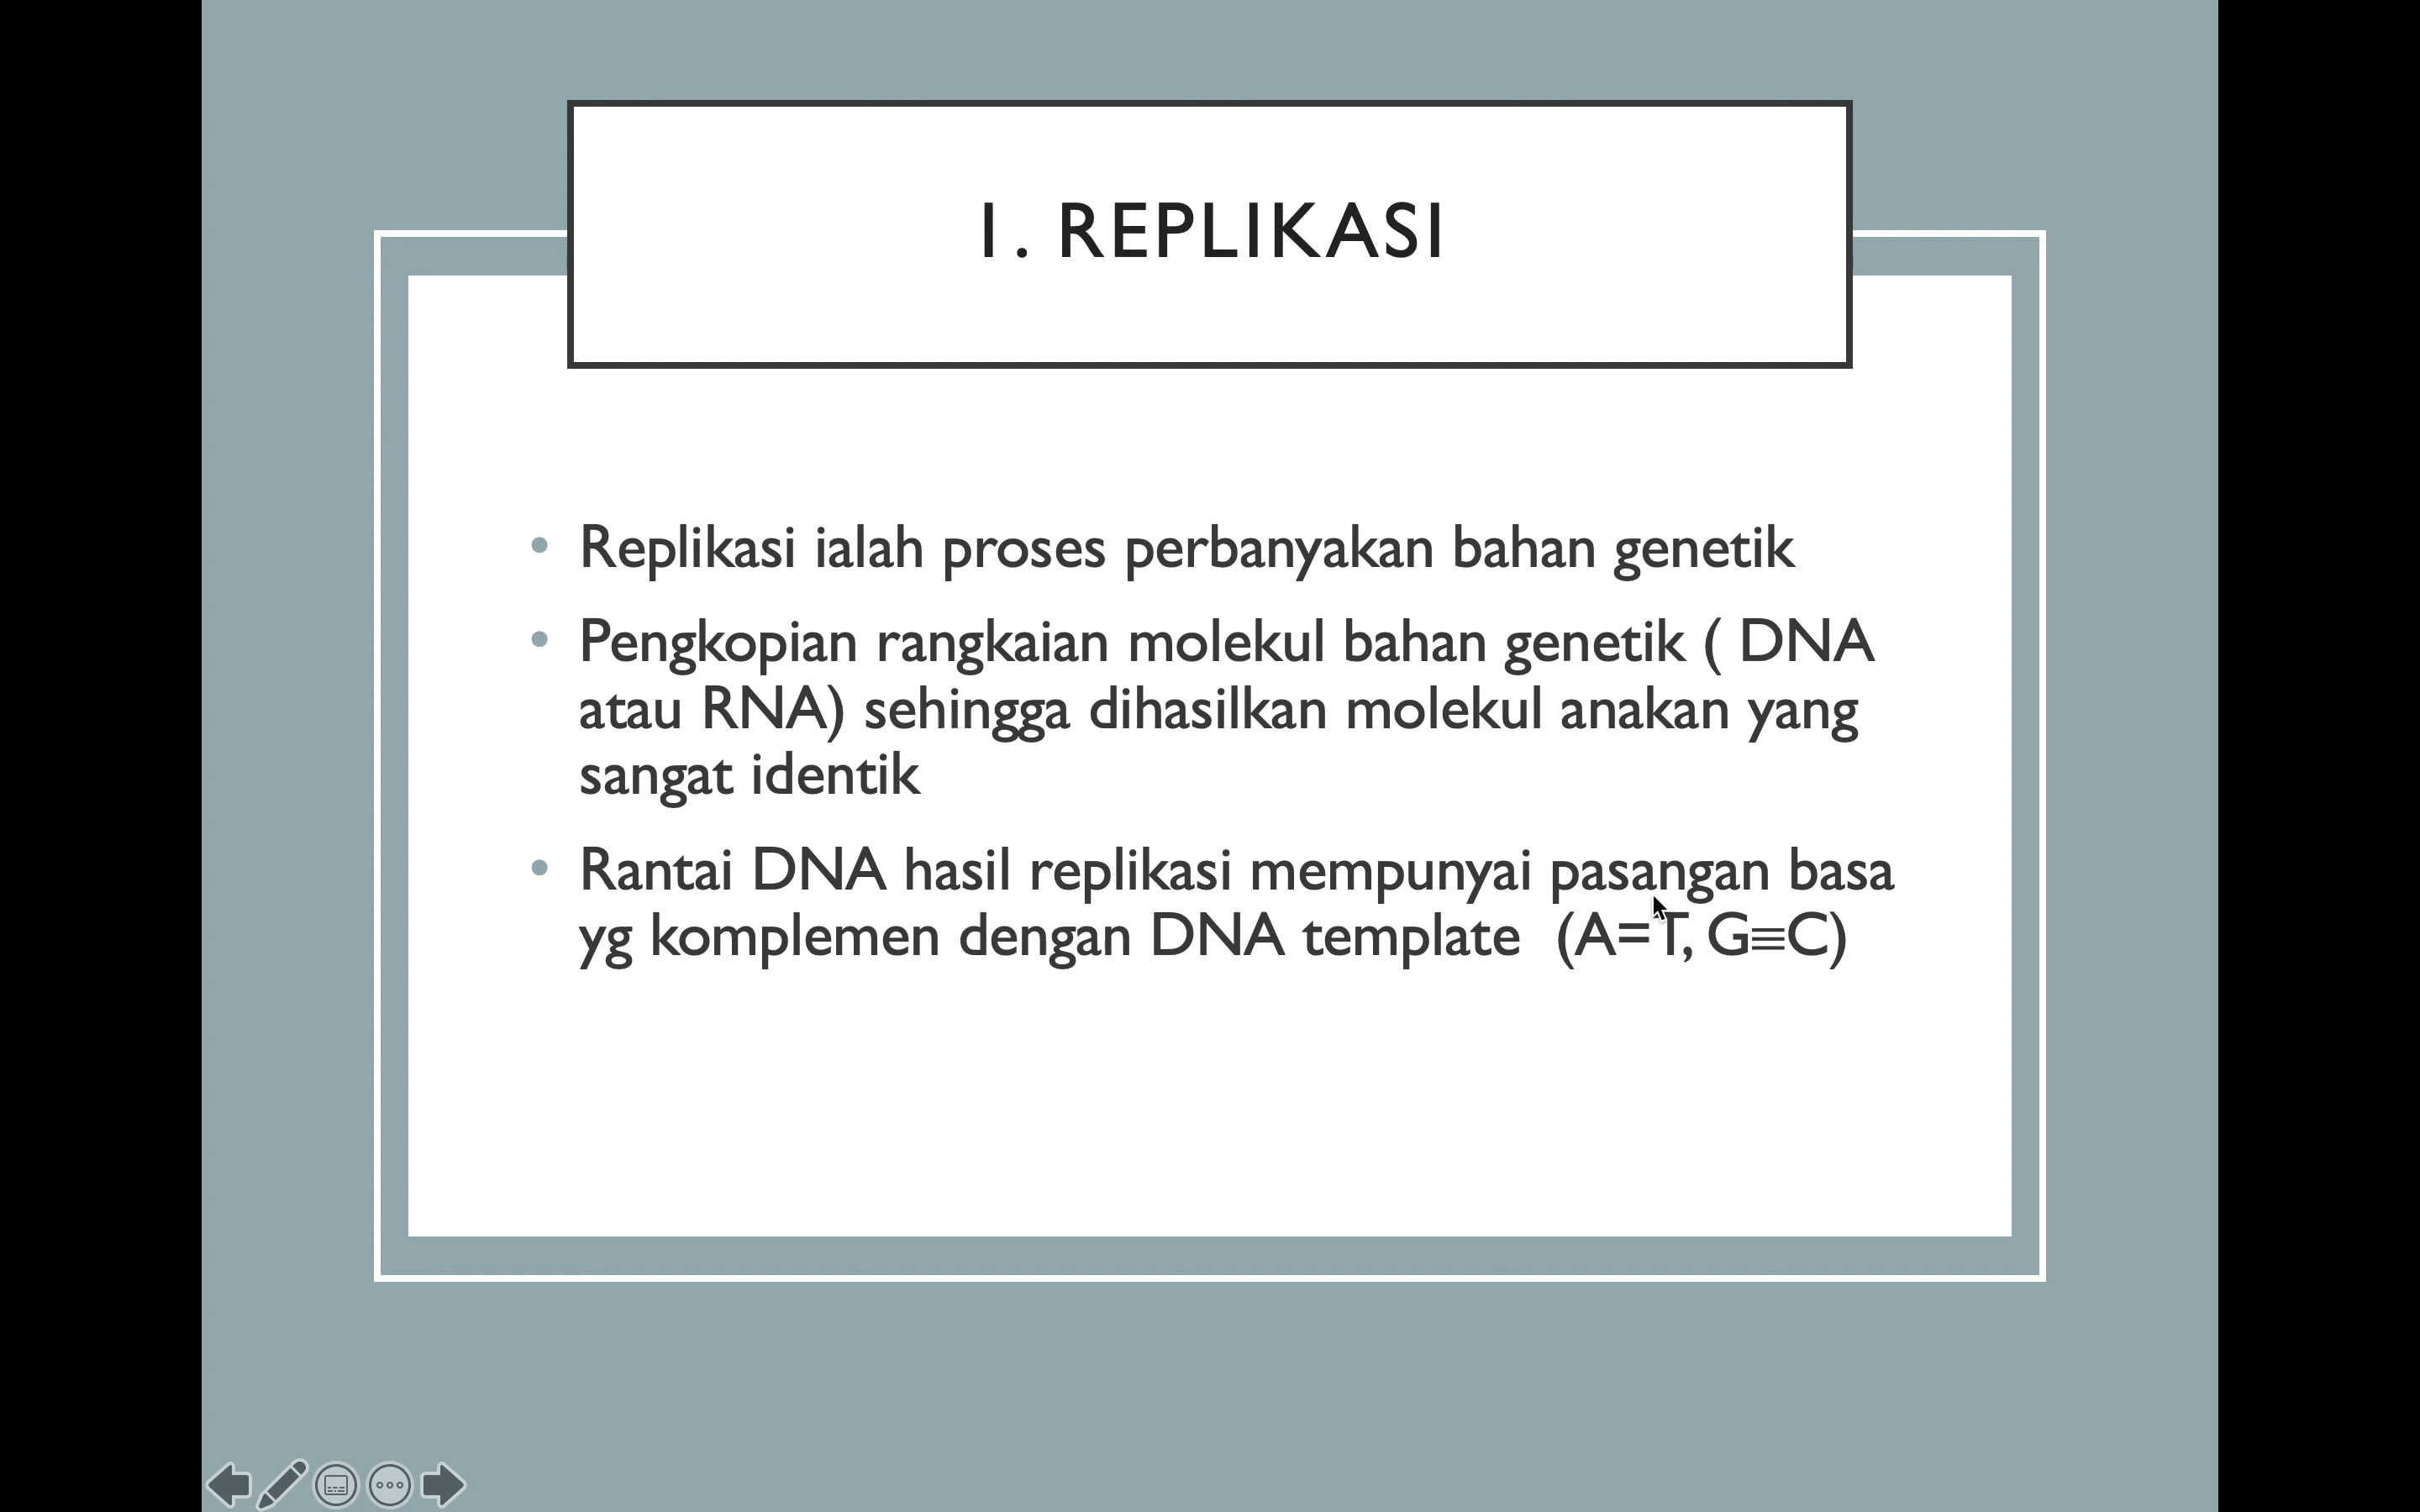 1. REPLIKASI
• Replikasi ialah proses perbanyakan bahan genetik
• Pengkopian rangkaian molekul bahan genetik ( DNA
atau RNA) sehingga dihasilkan molekul anakan yang
sangat identik
• Rantai DNA hasil replikasi mempunyai pasangan basa
yg komplemen dengan DNA template (A=T, G≡C)